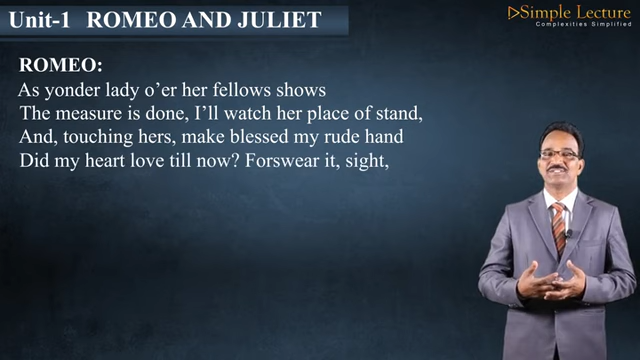 Unit-1 ROMEO AND JULIET
Simple Lecture
Complexities Simplified
ROMEO:
As yonder lady o’er her fellows shows
The measure is done, I’ll watch her place of stand,
And, touching hers, make blessed my rude hand
Did my heart love till now? Forswear it, sight,